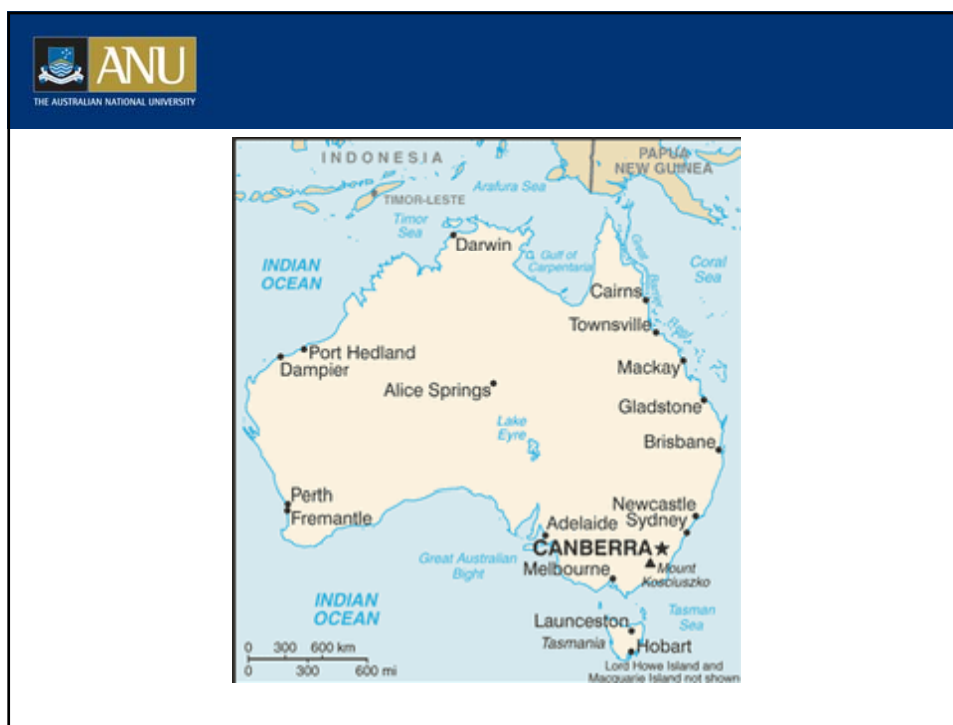 ANU
THE AUSTRALIAN NATIONAL UNIVERSITY
INDONESIA
PAPUA
NEW GUINEA
Arafura Sea
TIMOR-LESTE
Timor
Sea
Darwin
Gulf of
Carpentaria
Great
Barrier
Reef
Coral
Sea
INDIAN
OCEAN
Cairns
Townsville
Port Hedland
Dampier
Mackay
Alice Springs
Gladstone
Lake
Eyre
Brisbane
Perth
Fremantle
Newcastle
Adelaide
Sydney
CANBERRA
Great Australian
Bight
Melbourne
Mount
Kosciuszko
INDIAN
OCEAN
Tasman
Sea
Launceston
Tasmania
Hobart
0 300 600 km
0 300 600 mi
Lord Howe Island and
Macquarie Island not shown